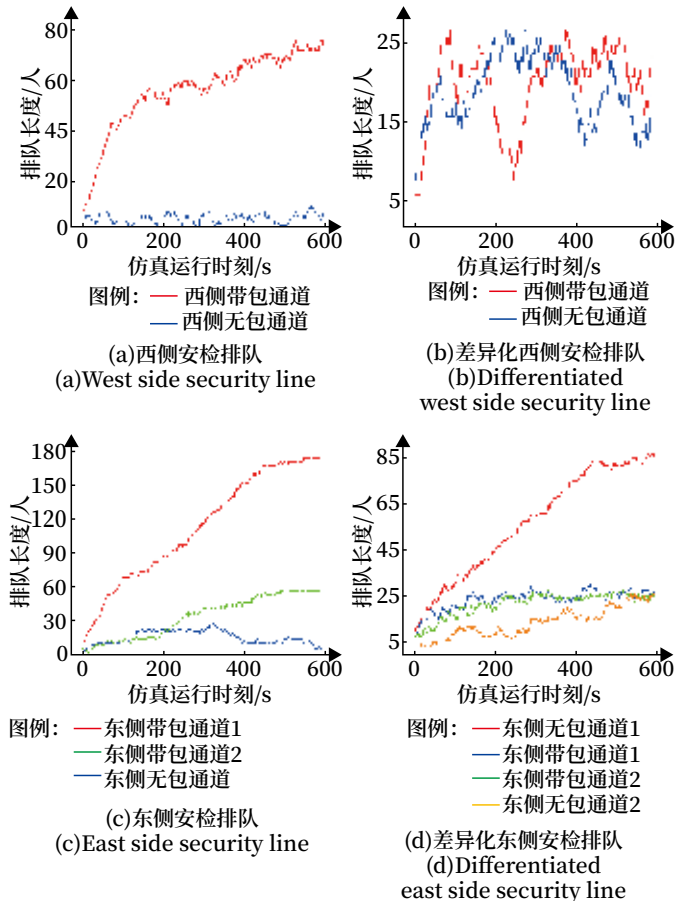 排队长度/人
80
60
45
20
0
0
200
400
600
仿真运行时刻/s
图例：
西侧带包通道
西侧无包通道
(a)西侧安检排队
(a)West side security line
排队长度/人
25
15
5
0
200
400
600
仿真运行时刻/s
图例：
西侧带包通道
西侧无包通道
(b)差异化西侧安检排队
(b)Differentiated
west side security line
排队长度/人
180
150
120
90
60
30
0
0
200
400
600
仿真运行时刻/s
图例：
东侧带包通道1
东侧带包通道2
东侧无包通道
(c)东侧安检排队
(c)East side security line
排队长度/人
85
65
45
25
5
0
200
400
600
仿真运行时刻/s
图例：
东侧无包通道1
东侧带包通道1
东侧带包通道2
东侧无包通道2
(d)差异化东侧安检排队
(d)Differentiated
east side security line